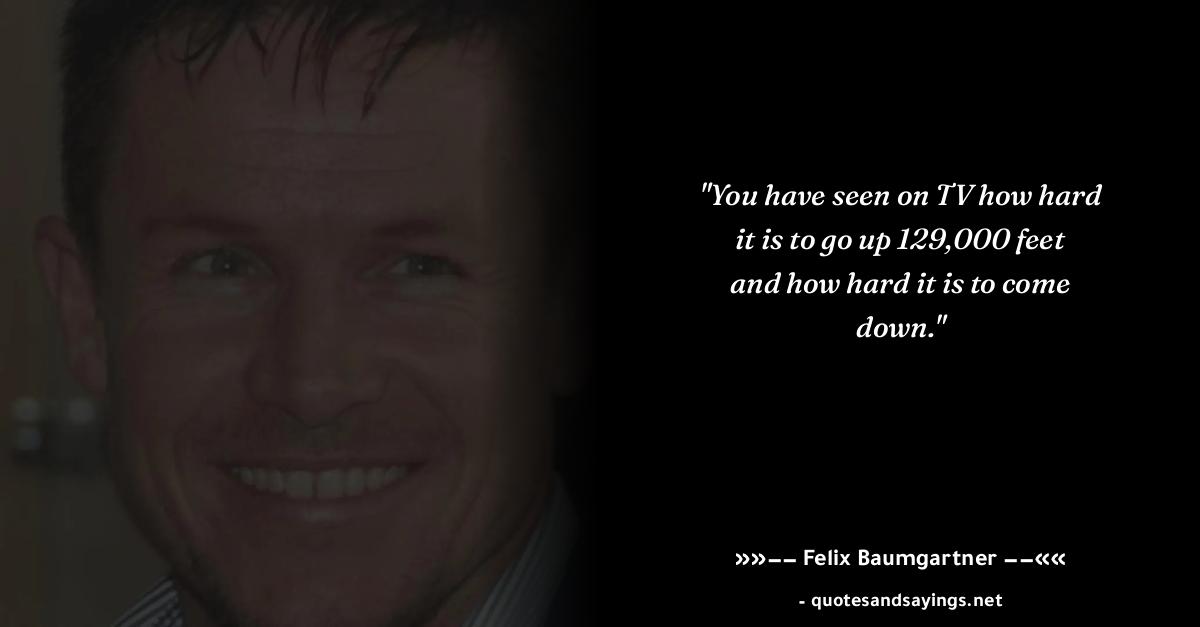 "You have seen on TV how hard
it is to go up 129,000 feet
and how hard it is to come
down."
»»−− Felix Baumgartner −−««
- quotesandsayings.net